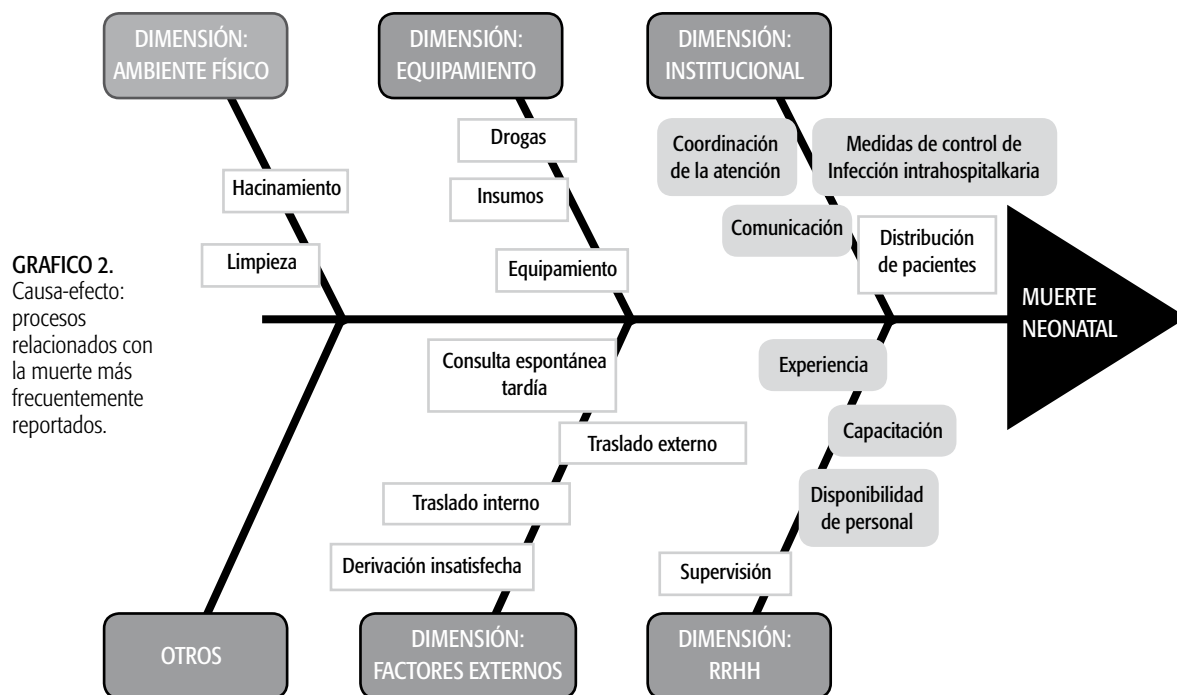 DIMENSIÓN:
AMBIENTE FÍSICO
DIMENSIÓN:
EQUIPAMIENTO
DIMENSIÓN:
INSTITUCIONAL
Hacinamiento
Limpieza
Drogas
Insumos
Equipamiento
Coordinación
de la atención
Medidas de control de
Infección intrahospitalkaria
Comunicación
Distribución
de pacientes
GRAFICO 2.
Causa-efecto:
procesos
relacionados con
la muerte más
frecuentemente
reportados.
MUERTE
NEONATAL
Consulta espontánea
tardía
Traslado externo
Traslado interno
Derivación insatisfecha
Experiencia
Capacitación
Disponibilidad
de personal
Supervisión
OTROS
DIMENSIÓN:
FACTORES EXTERNOS
DIMENSIÓN:
RRHH